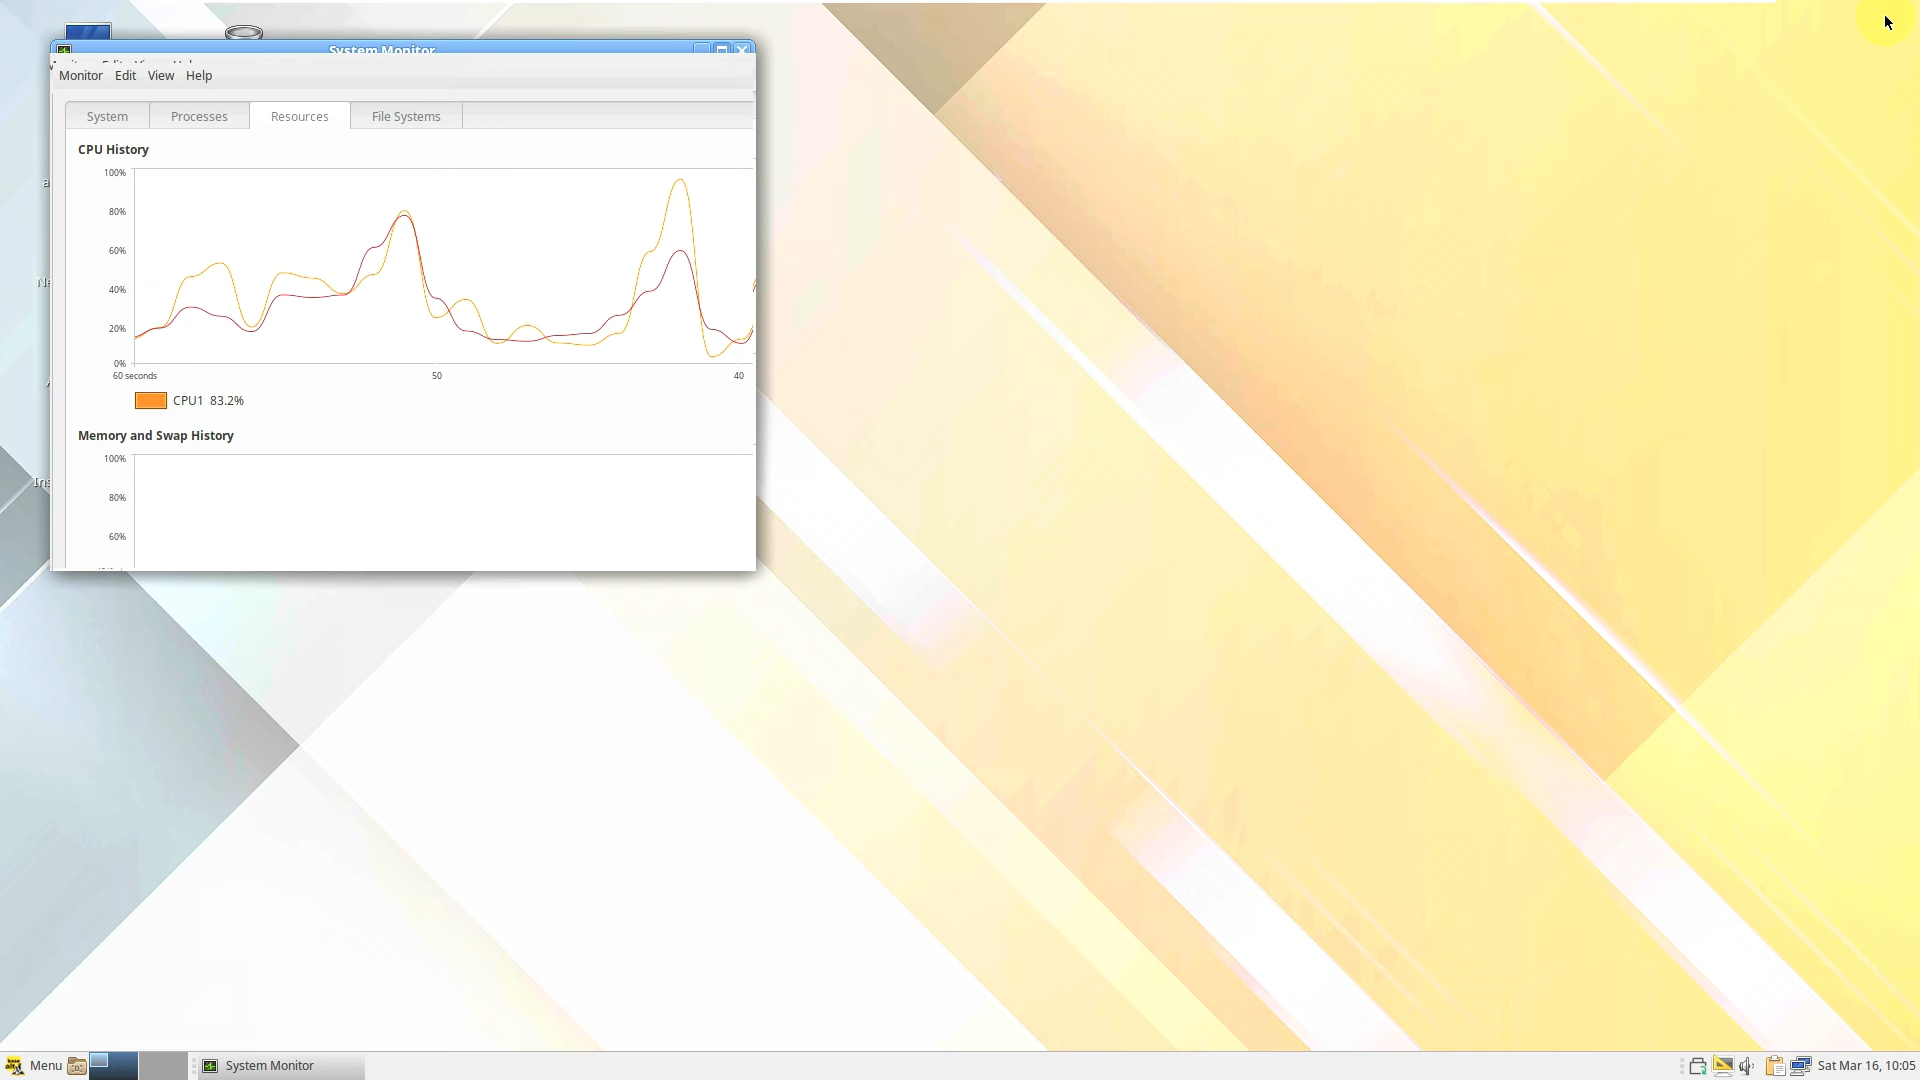 System Monitor
Monitor Edit View Help
System Processes Resources File Systems
CPU History
100%
80%
60%
40%
20%
0%
60 seconds 50 40
CPU1 83.2%
Memory and Swap History
100%
80%
60%
Menu System Monitor Sat Mar 16, 10:05